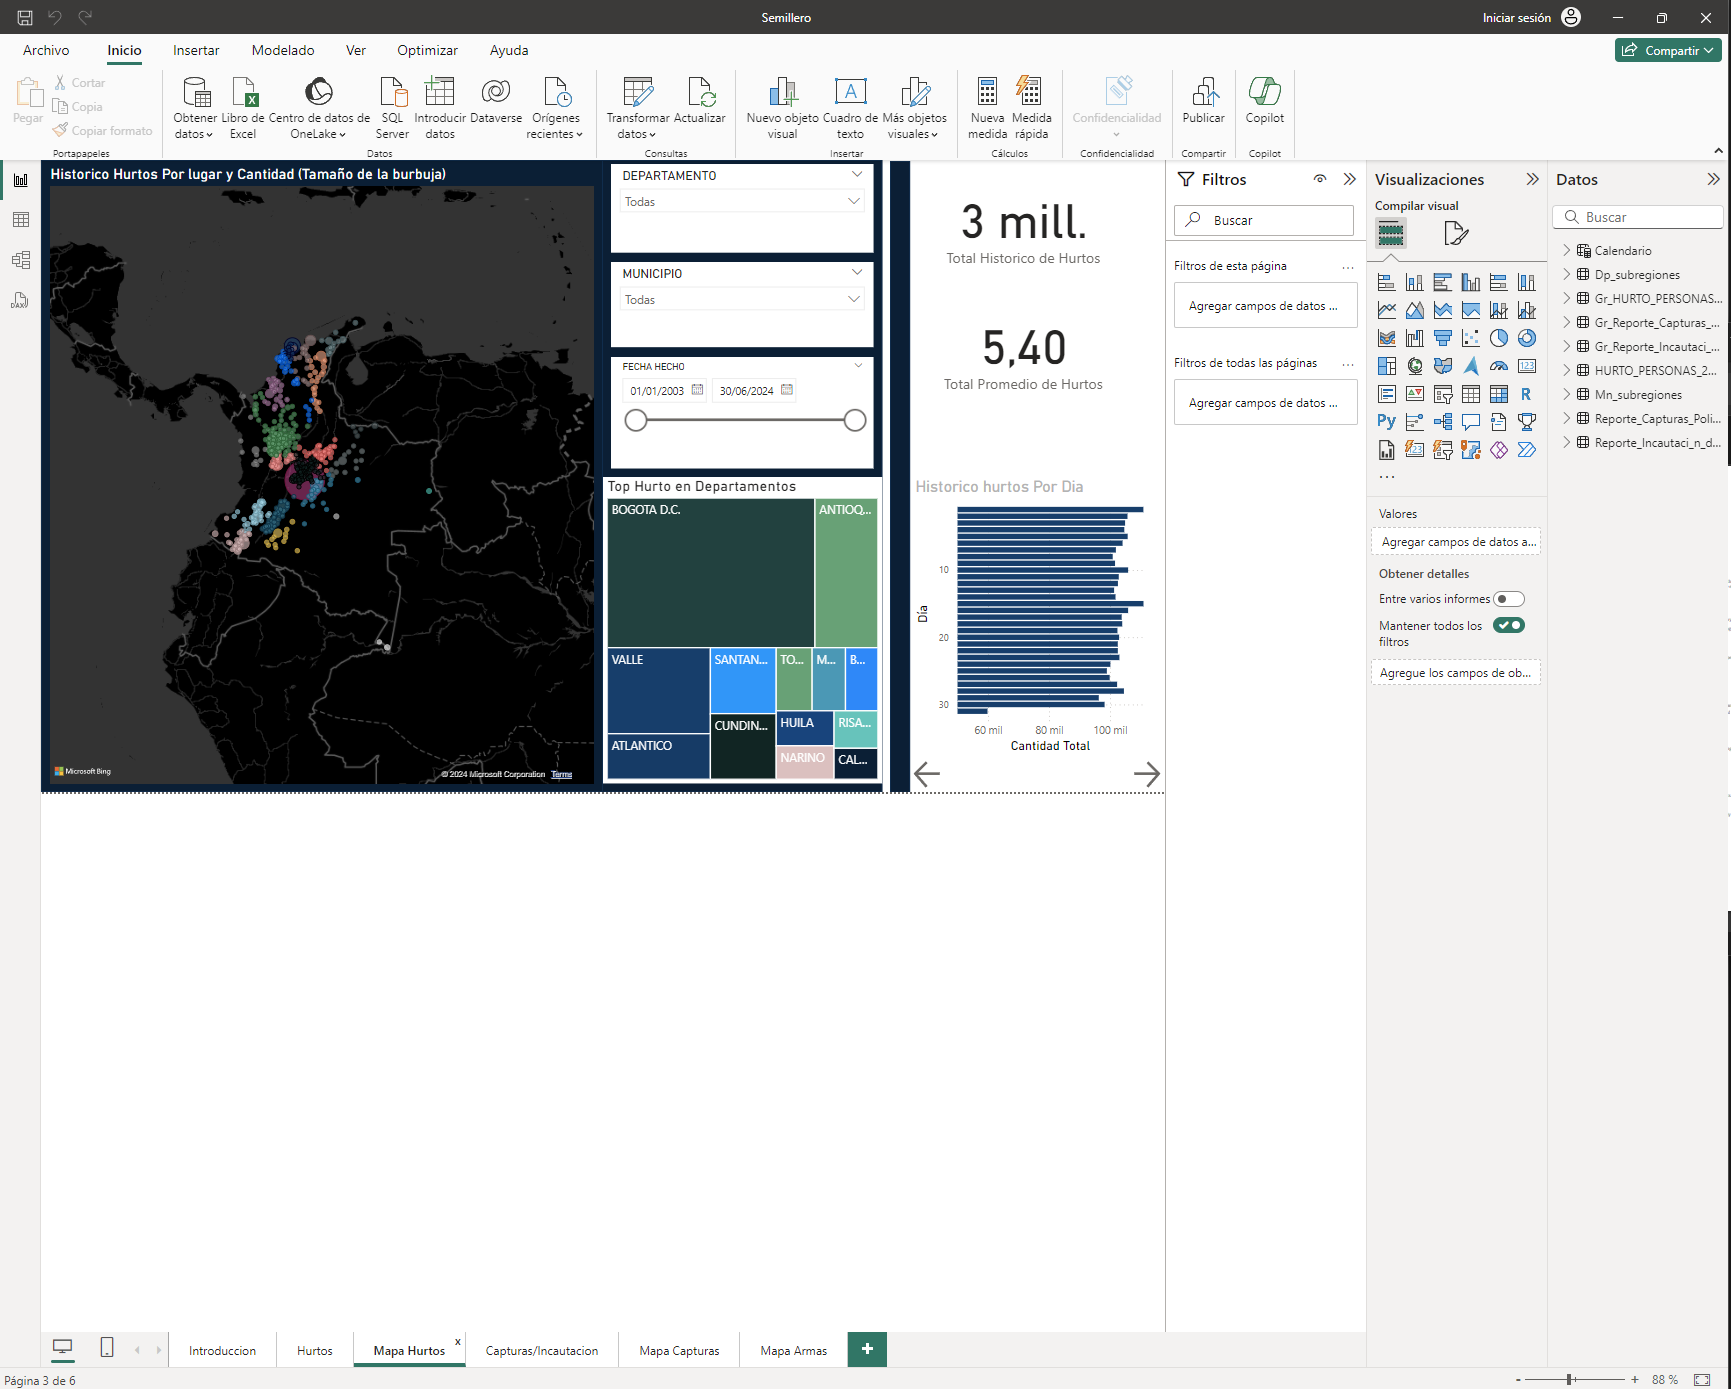 Semillero
Iniciar sesión
Archivo
Inicio
Insertar
Modelado
Ver
Optimizar
Ayuda
Compartir
Pegar
Cortar
Copia
Copiar formato
Portapapeles
Obtener datos
Libro de Excel
Centro de datos de OneLake
SQL Server
Introducir datos
Dataverse
Orígenes recientes
Datos
Transformar datos
Actualizar
Consultas
Nuevo objeto visual
Cuadro de texto
Más objetos visuales
Insertar
Nueva medida
Medida rápida
Cálculos
Confidencialidad
Confidencialidad
Publicar
Compartir
Copilot
Copilot
Historico Hurtos Por lugar y Cantidad (Tamaño de la burbuja)
Microsoft Bing
© 2024 Microsoft Corporation Terms
DEPARTAMENTO
Todas
MUNICIPIO
Todas
FECHA HECHO
01/01/2003
30/06/2024
Top Hurto en Departamentos
BOGOTA D.C.
ANTIOQ...
VALLE
SANTAN...
TO...
M...
B...
ATLANTICO
CUNDIN...
HUILA
RISA...
NARINO
CAL...
3 mill.
Total Historico de Hurtos
5,40
Total Promedio de Hurtos
Historico hurtos Por Dia
Día
10
20
30
60 mil
80 mil
100 mil
Cantidad Total
Filtros
Buscar
Filtros de esta página
...
Agregar campos de datos ...
Filtros de todas las páginas
...
Agregar campos de datos ...
Visualizaciones
Compilar visual
123
R
Py
...
Valores
Agregar campos de datos a...
Obtener detalles
Entre varios informes
Mantener todos los filtros
Agregue los campos de ob...
Datos
Buscar
Calendario
Dp_subregiones
Gr_HURTO_PERSONAS...
Gr_Reporte_Capturas_...
Gr_Reporte_Incautaci_...
HURTO_PERSONAS_2...
Mn_subregiones
Reporte_Capturas_Poli...
Reporte_Incautaci_n_d...
Introduccion
Hurtos
Mapa Hurtos
x
Capturas/Incautacion
Mapa Capturas
Mapa Armas
+
Página 3 de 6
-
+
88 %